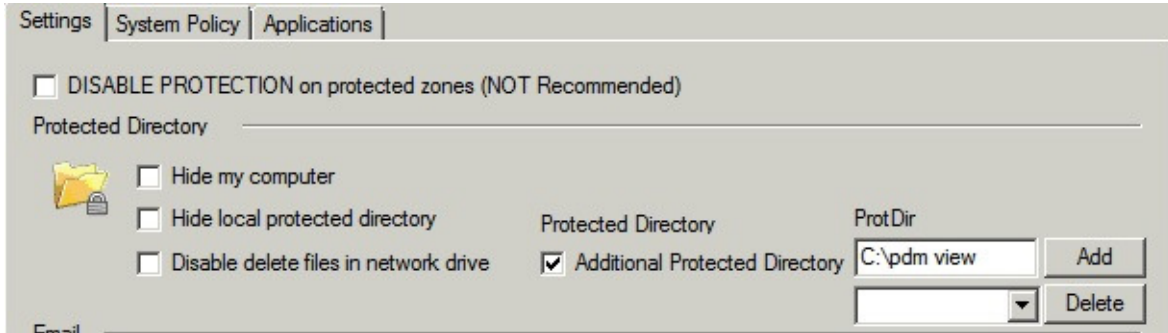 Settings System Policy Applications
DISABLE PROTECTION on protected zones (NOT Recommended)
Protected Directory
Hide my computer
Hide local protected directory
Protected Directory
ProtDir
Disable delete files in network drive
Additional Protected Directory
C:\pdm view
Add
Delete
Email